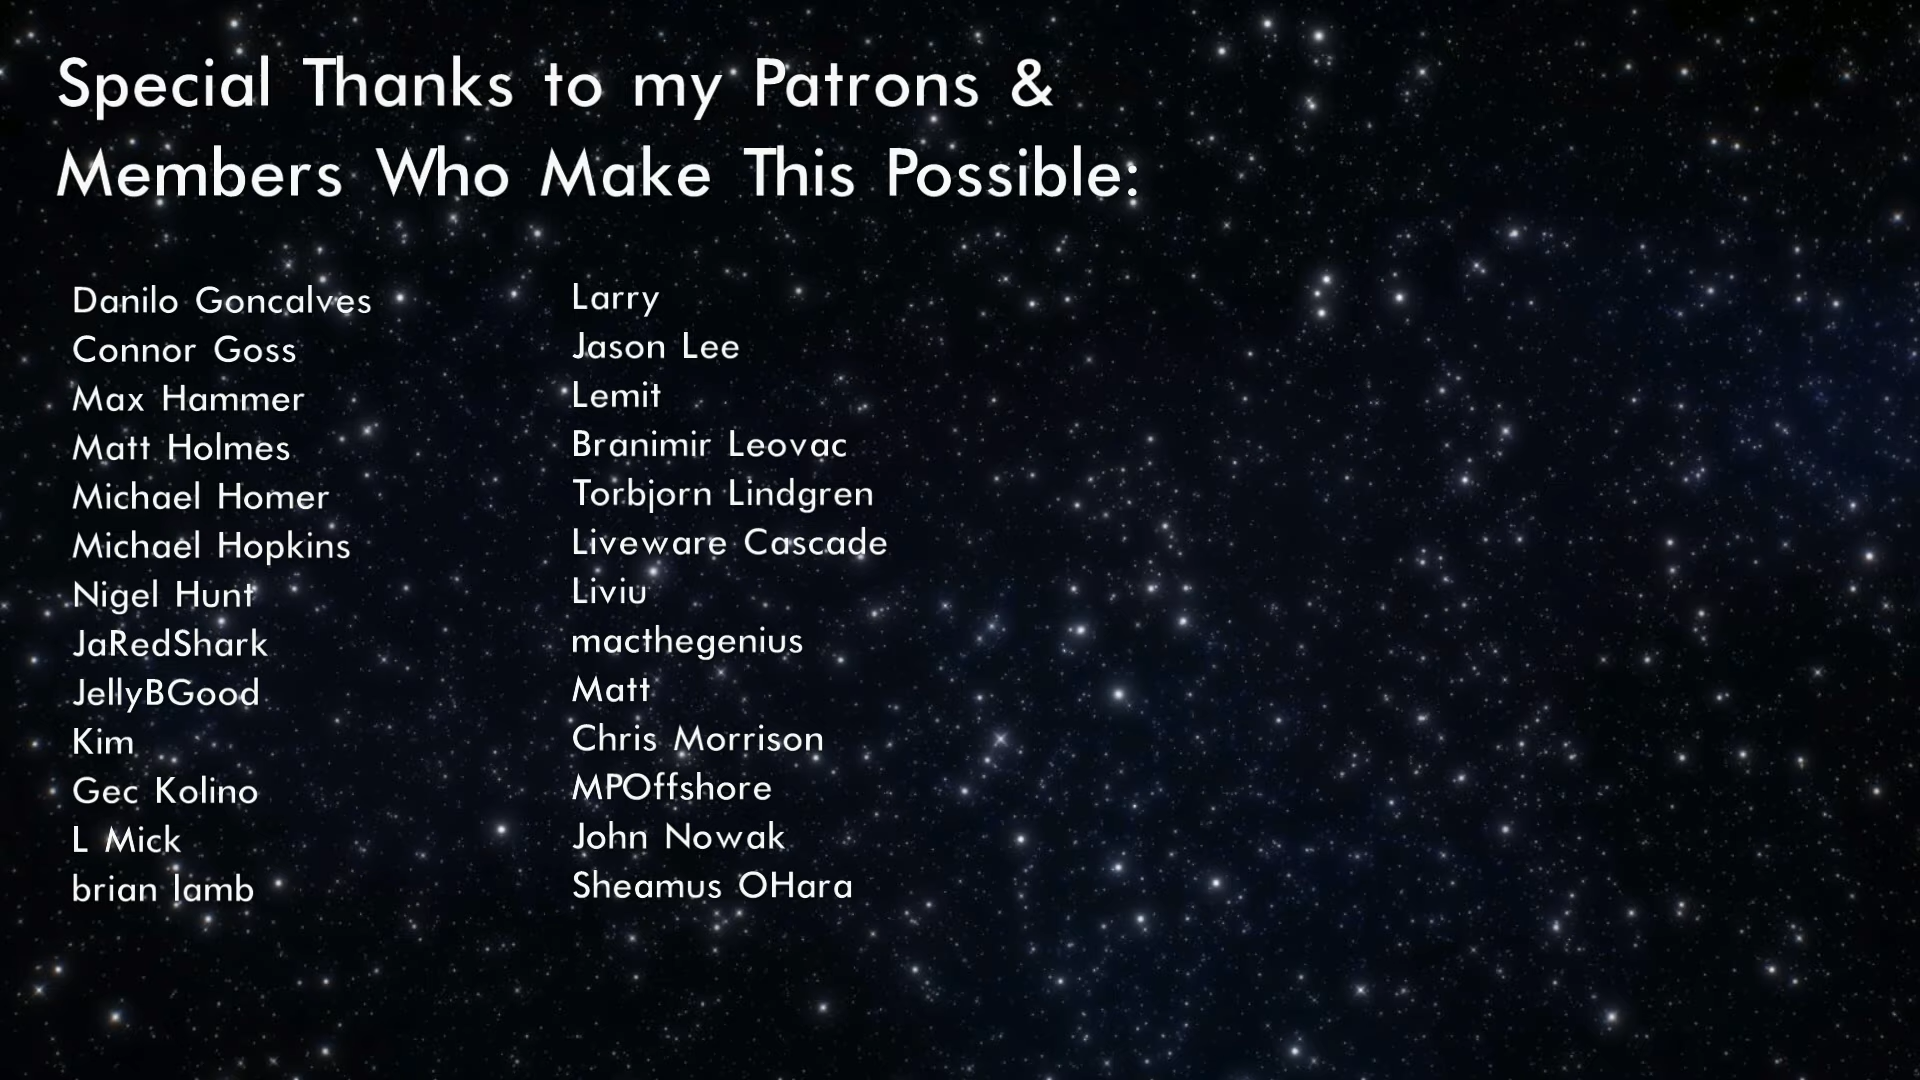 Special Thanks to my Patrons &
Members Who Make This Possible:
Danilo Goncalves
Connor Goss
Max Hammer
Matt Holmes
Michael Homer
Michael Hopkins
Nigel Hunt
JaRedShark
JellyBGood
Kim
Gec Kolino
L Mick
brian lamb
Larry
Jason Lee
Lemit
Branimir Leovac
Torbjorn Lindgren
Liveware Cascade
Liviu
macthegenius
Matt
Chris Morrison
MPOffshore
John Nowak
Sheamus OHara